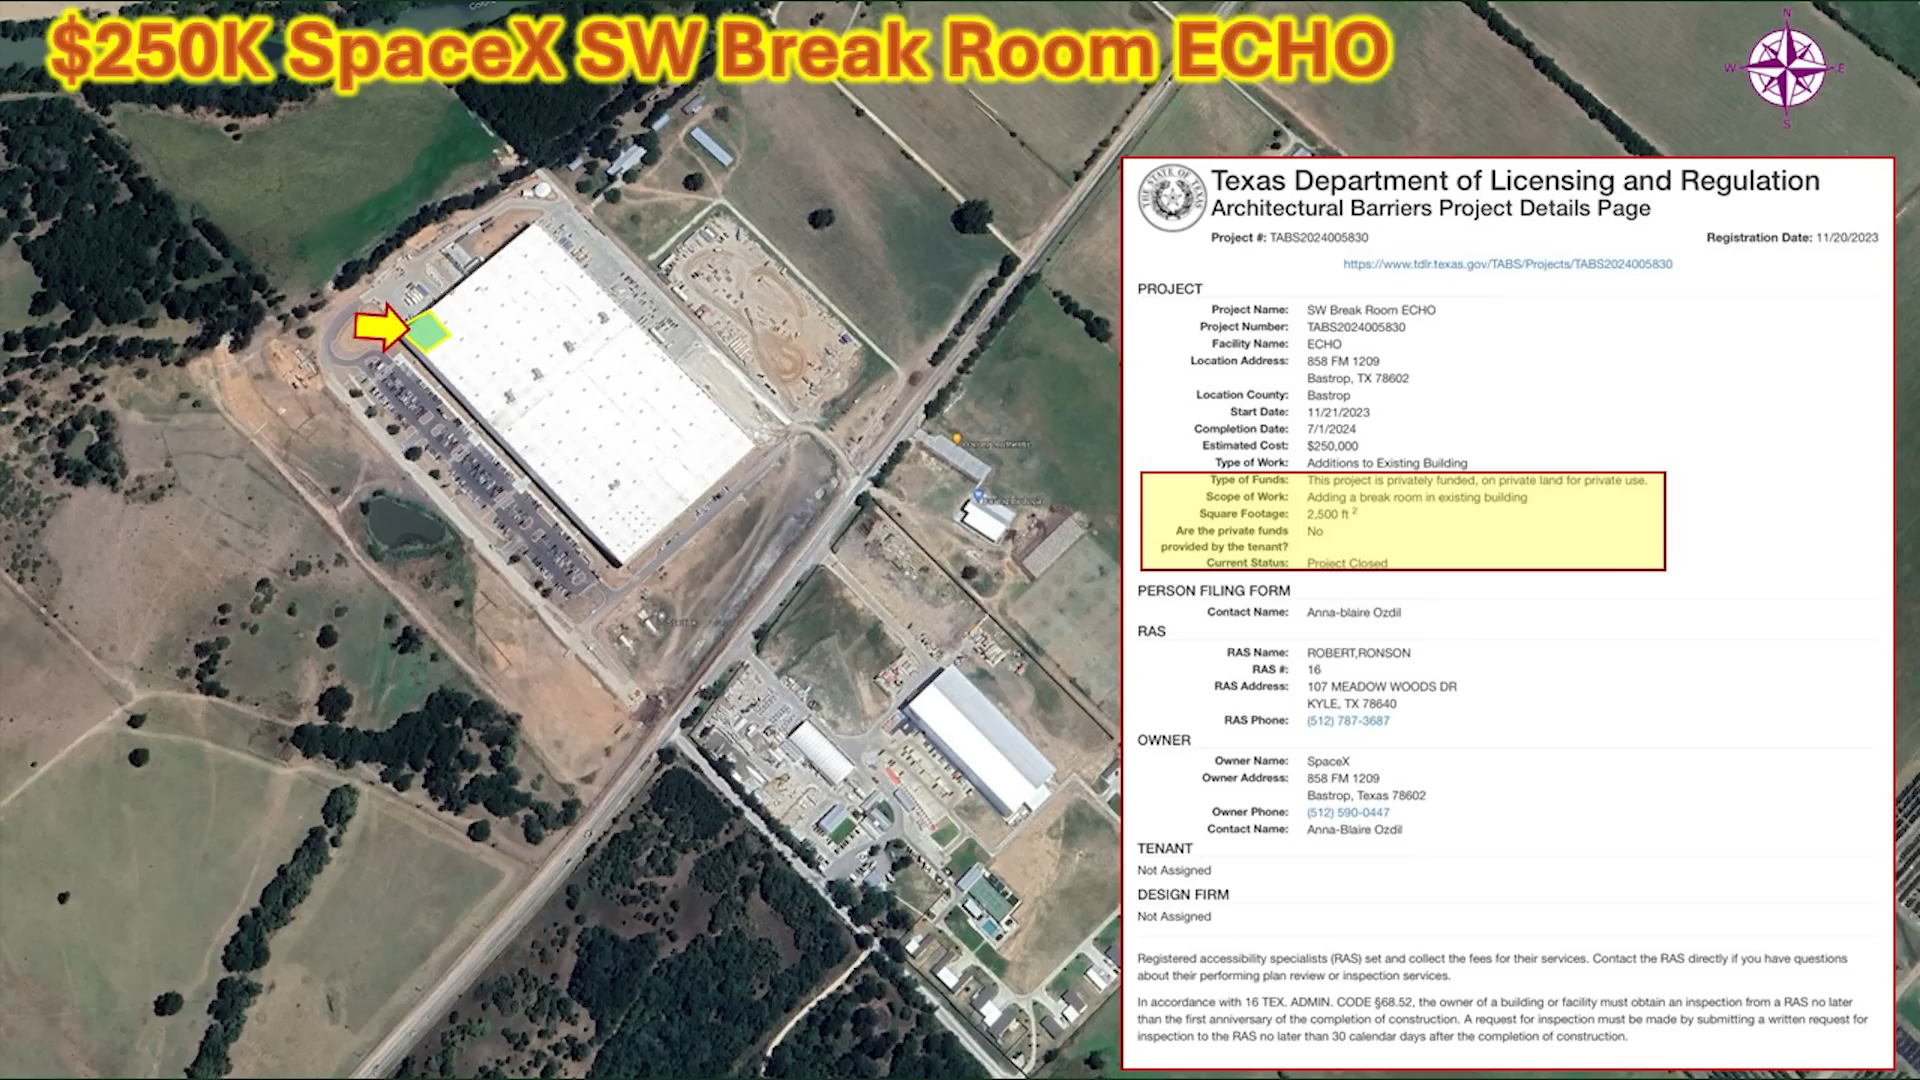 $250K SpaceX SW Break Room ECHO
N
W
E
S
THE STATE OF TEXAS
Texas Department of Licensing and Regulation
Architectural Barriers Project Details Page
Project #: TABS2024005830
Registration Date: 11/20/2023
https://www.tdlr.texas.gov/TABS/Projects/TABS2024005830
PROJECT
Project Name: SW Break Room ECHO
Project Number: TABS2024005830
Facility Name: ECHO
Location Address: 858 FM 1209
Bastrop, TX 78602
Location County: Bastrop
Start Date: 11/21/2023
Completion Date: 7/1/2024
Estimated Cost: $250,000
Type of Work: Additions to Existing Building
Type of Funds: This project is privately funded, on private land for private use.
Scope of Work: Adding a break room in existing building
Square Footage: 2,500 ft 2
Are the private funds No
provided by the tenant?
Current Status: Project Closed
PERSON FILING FORM
Contact Name: Anna-blaire Ozdil
RAS
RAS Name: ROBERT,RONSON
RAS #: 16
RAS Address: 107 MEADOW WOODS DR
KYLE, TX 78640
RAS Phone: (512) 787-3687
OWNER
Owner Name: SpaceX
Owner Address: 858 FM 1209
Bastrop, Texas 78602
Owner Phone: (512) 590-0447
Contact Name: Anna-Blaire Ozdil
TENANT
Not Assigned
DESIGN FIRM
Not Assigned
Registered accessibility specialists (RAS) set and collect the fees for their services. Contact the RAS directly if you have questions
about their performing plan review or inspection services.
In accordance with 16 TEX. ADMIN. CODE §68.52, the owner of a building or facility must obtain an inspection from a RAS no later
than the first anniversary of the completion of construction. A request for inspection must be made by submitting a written request for
inspection to the RAS no later than 30 calendar days after the completion of construction.